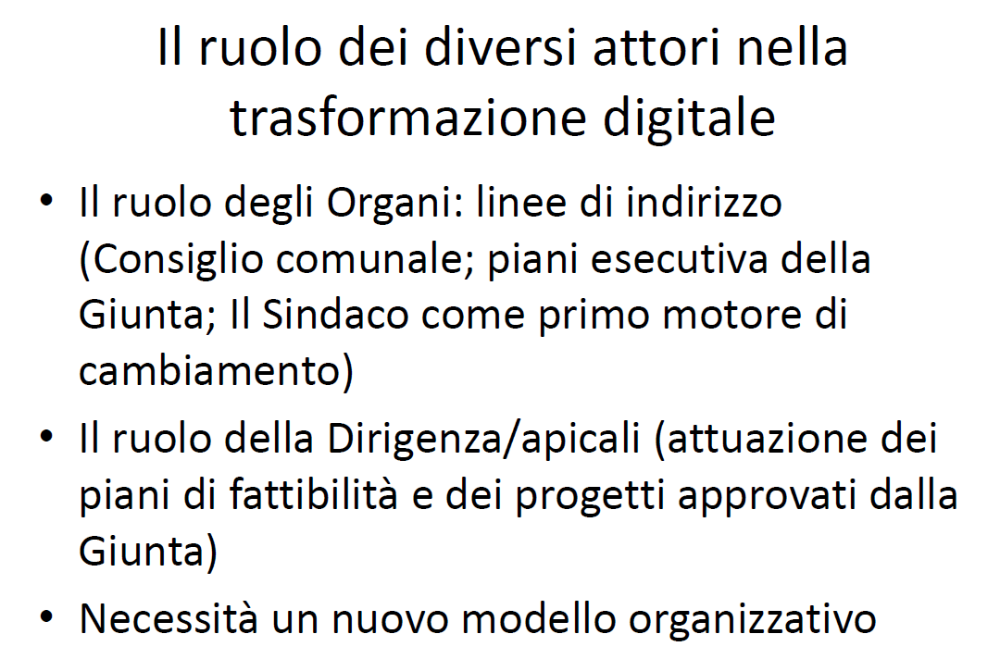 Il ruolo dei diversi attori nella
trasformazione digitale
• Il ruolo degli Organi: linee di indirizzo
(Consiglio comunale; piani esecutiva della
Giunta; Il Sindaco come primo motore di
cambiamento)
• Il ruolo della Dirigenza/apicali (attuazione dei
piani di fattibilità e dei progetti approvati dalla
Giunta)
• Necessità un nuovo modello organizzativo